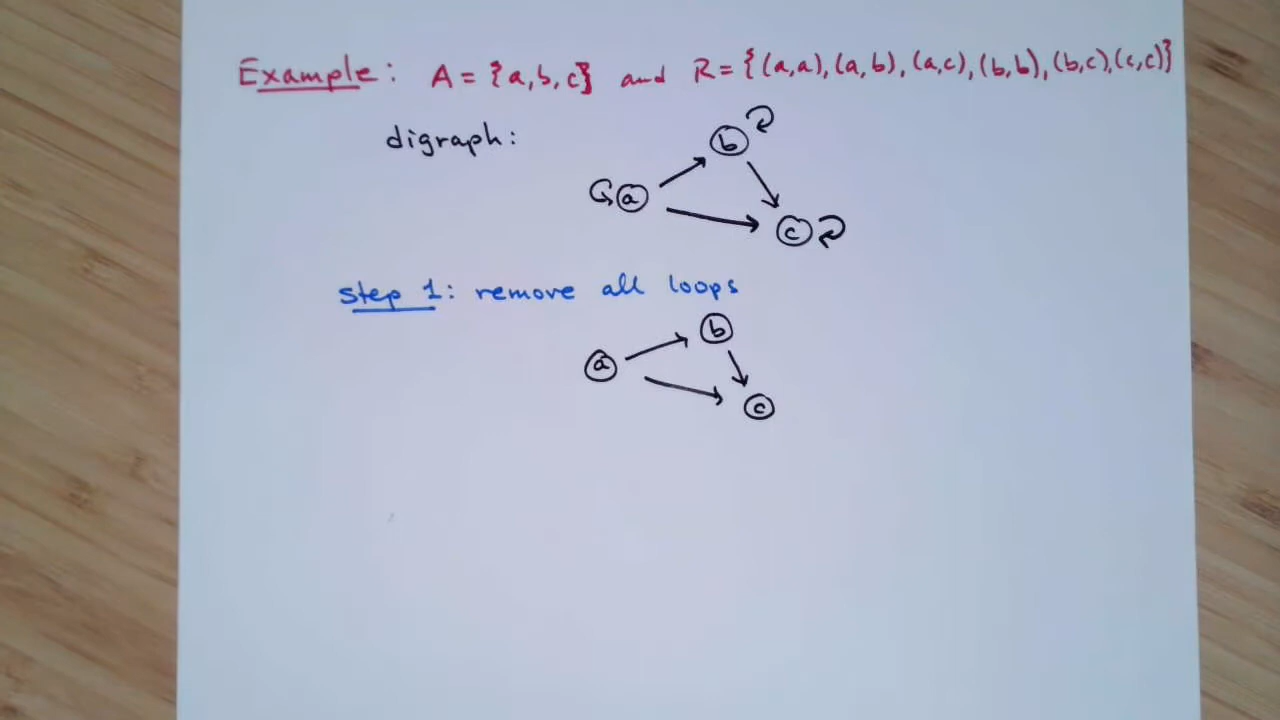 Example: A = {a, b, c} and R = {(a,a), (a,b), (a,c), (b,b), (b,c), (c,c)}
digraph:
b
a
c
step 1: remove all loops
b
a
c